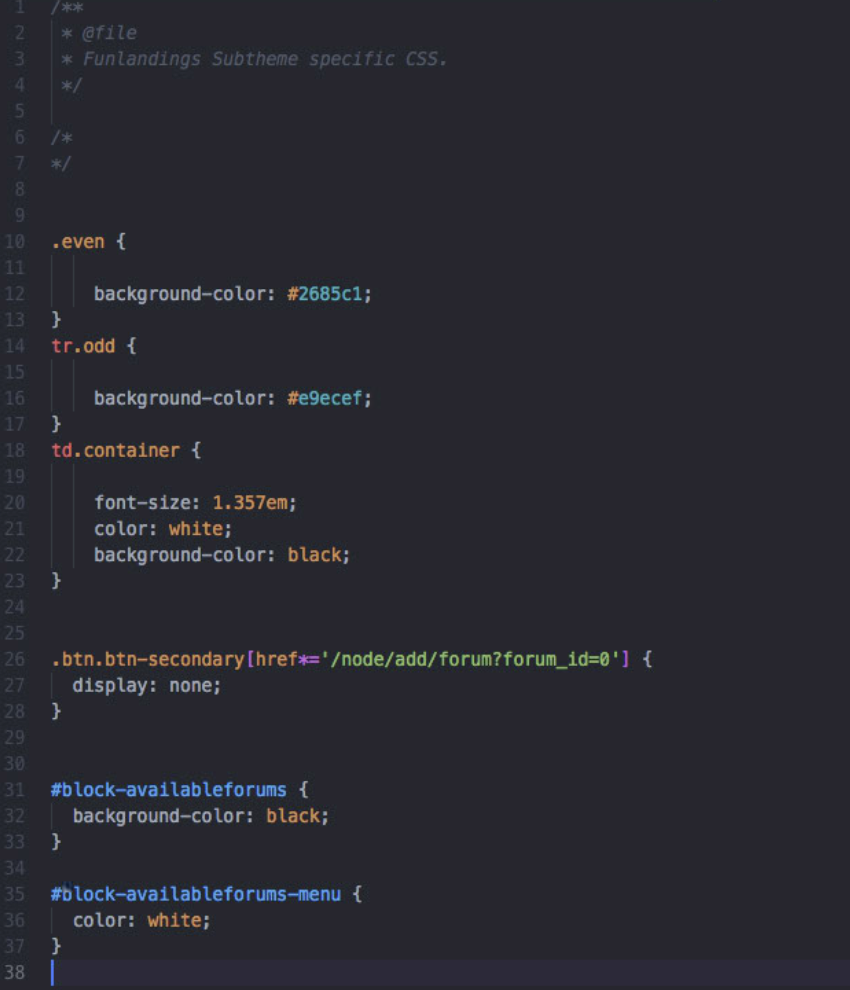 1 /**
2 * @file
3 * Funlandings Subtheme specific CSS.
4 */
5
6 /*
7 */
8
9
10 .even {
11
12 background-color: #2685c1;
13 }
14 tr.odd {
15
16 background-color: #e9ecef;
17 }
18 td.container {
19
20 font-size: 1.357em;
21 color: white;
22 background-color: black;
23 }
24
25
26 .btn.btn-secondary[href*='/node/add/forum?forum_id=0'] {
27 display: none;
28 }
29
30
31 #block-availableforums {
32 background-color: black;
33 }
34
35 #block-availableforums-menu {
36 color: white;
37 }
38